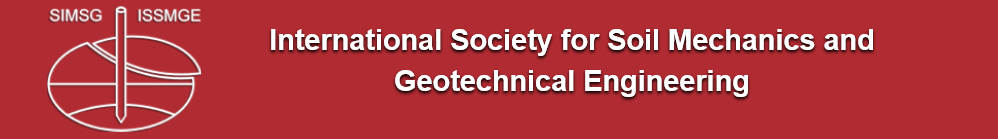 SIMSG ISSMGE
International Society for Soil Mechanics and
Geotechnical Engineering